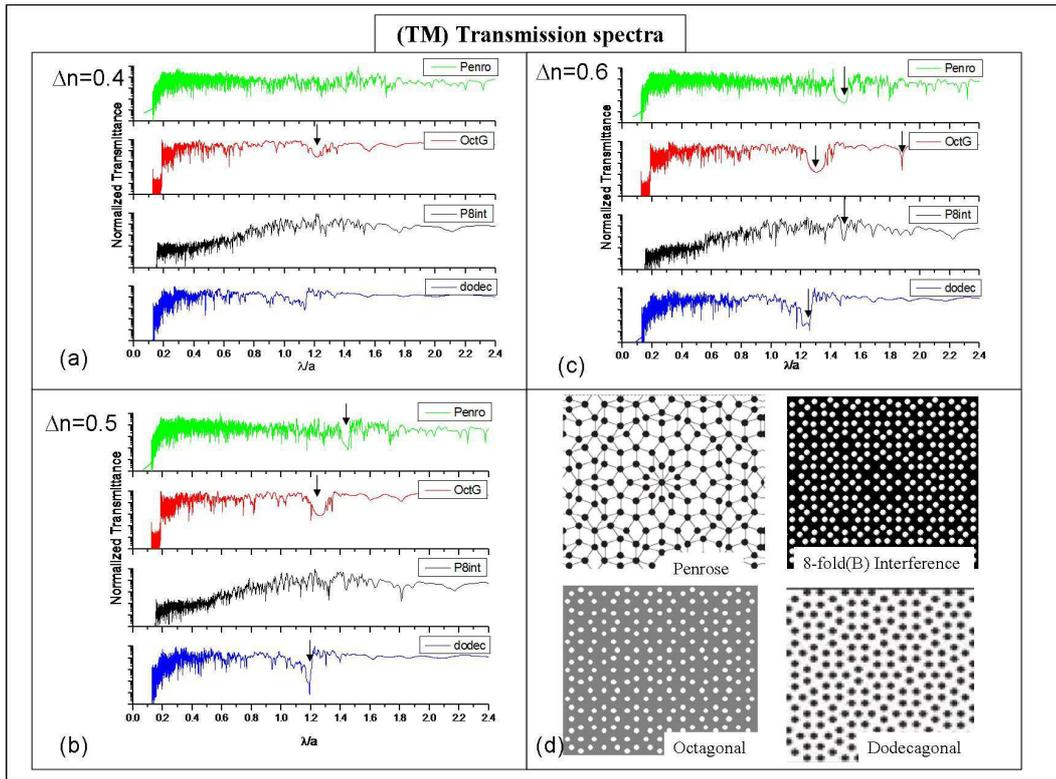 (TM) Transmission spectra
Δn=0.4
Normalized Transmittance
Penro
OctG
P8int
dodec
0.0 0.2 0.4 0.6 0.8 1.0 1.2 1.4 1.6 1.8 2.0 2.2 2.4
λ/a
(a)
Δn=0.6
Normalized Transmittance
Penro
OctG
P8int
dodec
0.0 0.2 0.4 0.6 0.8 1.0 1.2 1.4 1.6 1.8 2.0 2.2 2.4
λ/a
(c)
Δn=0.5
Normalized Transmittance
Penro
OctG
P8int
dodec
0.0 0.2 0.4 0.6 0.8 1.0 1.2 1.4 1.6 1.8 2.0 2.2 2.4
λ/a
(b)
Penrose
8-fold(B) Interference
Octagonal
Dodecagonal
(d)